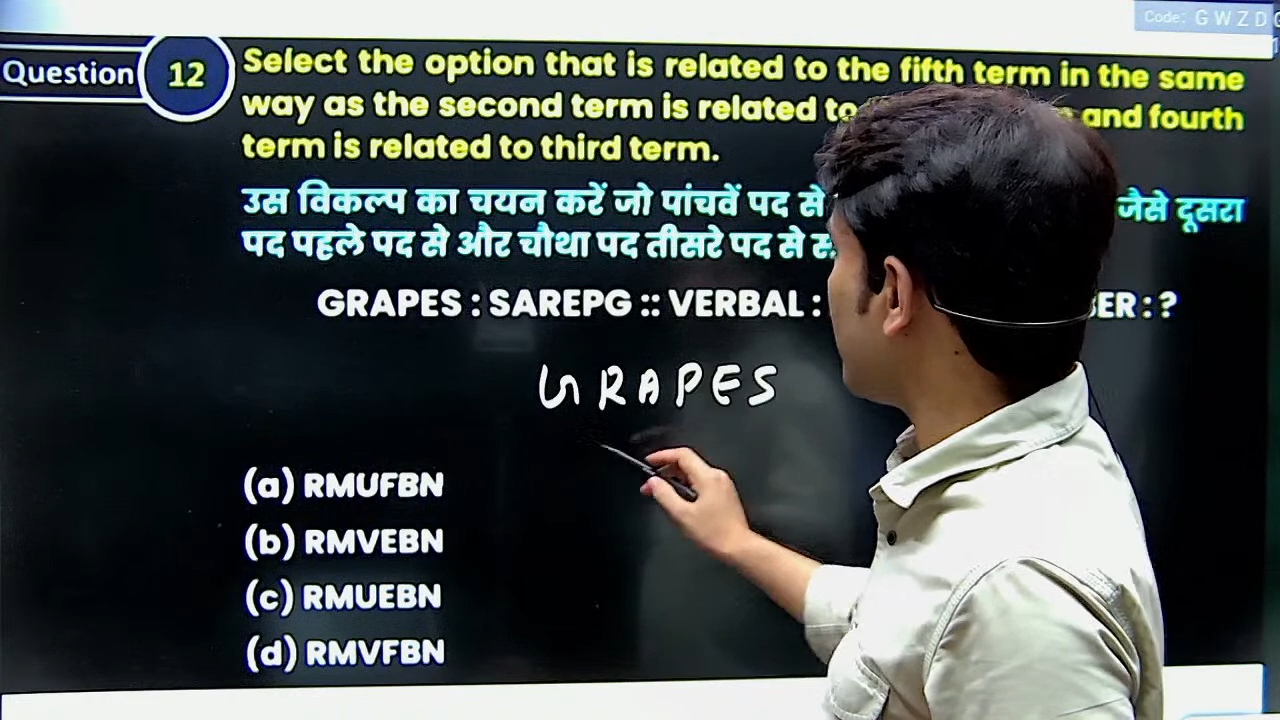 Code: G W Z D
Question 12 Select the option that is related to the fifth term in the same
way as the second term is related to and fourth
term is related to third term.
उस विकल्प का चयन करें जो पांचवें पद से जैसे दूसरा
पद पहले पद से और चौथा पद तीसरे पद से
GRAPES : SAREPG :: VERBAL : BER : ?
GRAPES
(a) RMUFBN
(b) RMVEBN
(c) RMUEBN
(d) RMVFBN